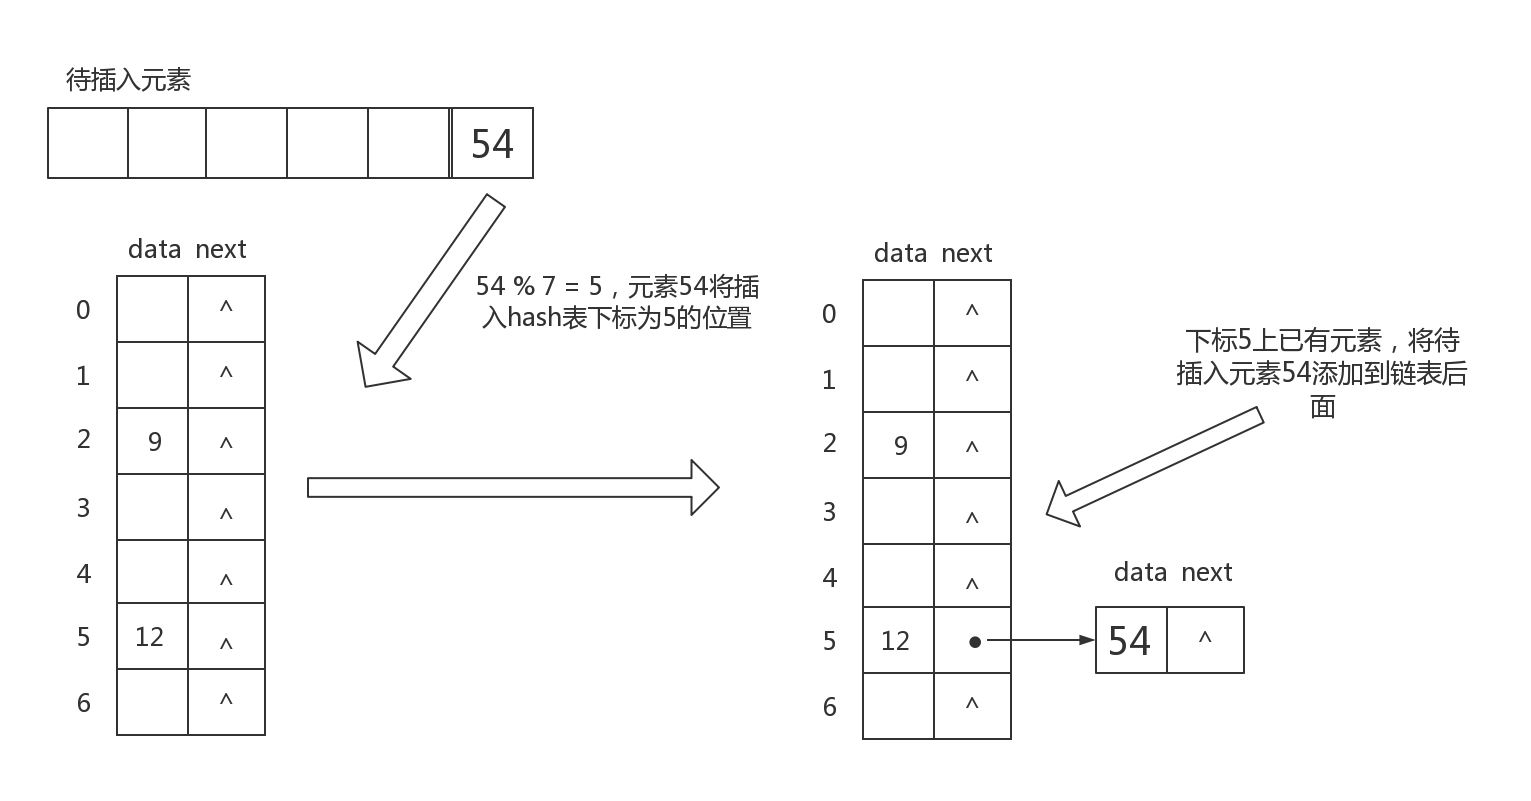 待插入元素
54
data next
54 % 7 = 5，元素54将插
入hash表下标为5的位置
0 ^
1 ^
2 9 ^
3 ^
4 ^
5 12 ^
6 ^
data next
下标5上已有元素，将待
插入元素54添加到链表后
面
0 ^
1 ^
2 9 ^
3 ^
4 ^
data next
5 12 54 ^
6 ^